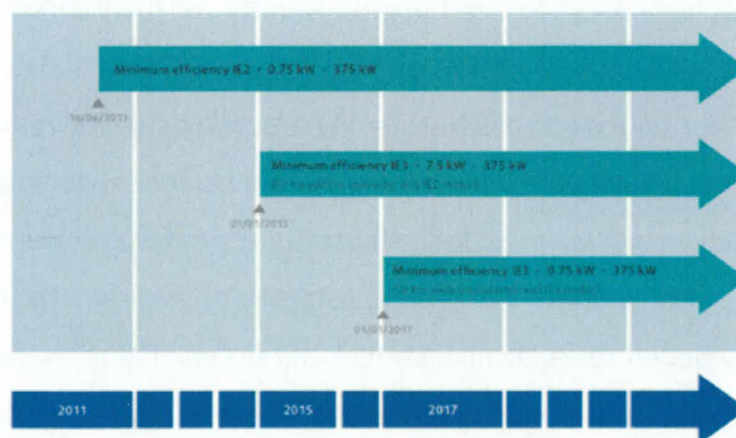 Minimum efficiency IE2 - 0.75 kW - 375 kW
16/06/2011
Minimum efficiency IE3 - 7.5 kW - 375 kW
01/01/2015
Minimum efficiency IE3 - 0.75 kW - 375 kW
01/01/2017
2011
2015
2017